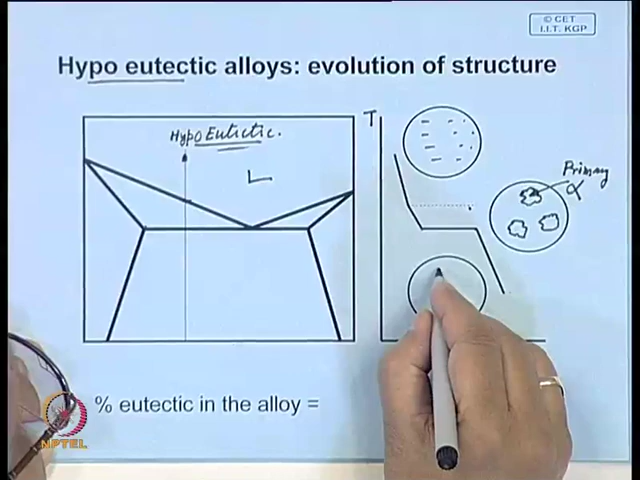 © CET
I.I.T. KGP
Hypo eutectic alloys: evolution of structure
Hypo Eutectic.
T
L
Primary
α
% eutectic in the alloy =
NPTEL